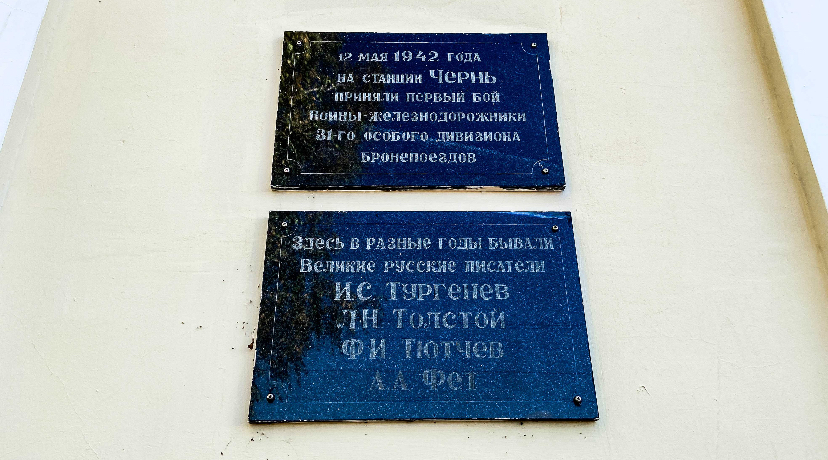 12 мая 1942 года
на станции Чернь
приняли первый бой
воины-железнодорожники
31-го особого дивизиона
бронепоездов
Здесь в разные годы бывали
Великие русские писатели
И.С. Тургенев
Л.Н. Толстой
Ф.И. Тютчев
А.А. Фет